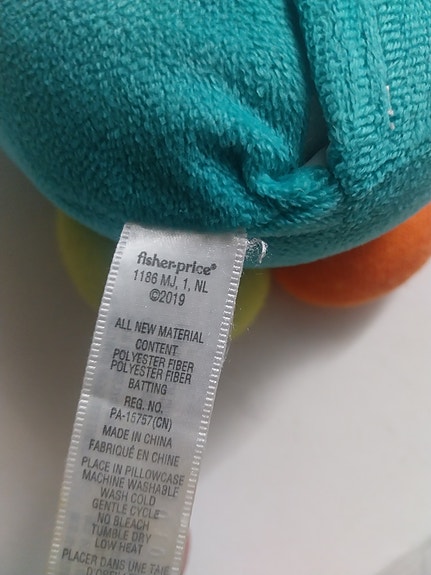 fisher-price®
1186 MJ, 1, NL
©2019
ALL NEW MATERIAL
CONTENT
POLYESTER FIBER
POLYESTER FIBER
BATTING
REG. NO.
PA-15757(CN)
MADE IN CHINA
FABRIQUÉ EN CHINE
PLACE IN PILLOWCASE
MACHINE WASHABLE
WASH COLD
GENTLE CYCLE
NO BLEACH
TUMBLE DRY
LOW HEAT
PLACER DANS UNE TAIE